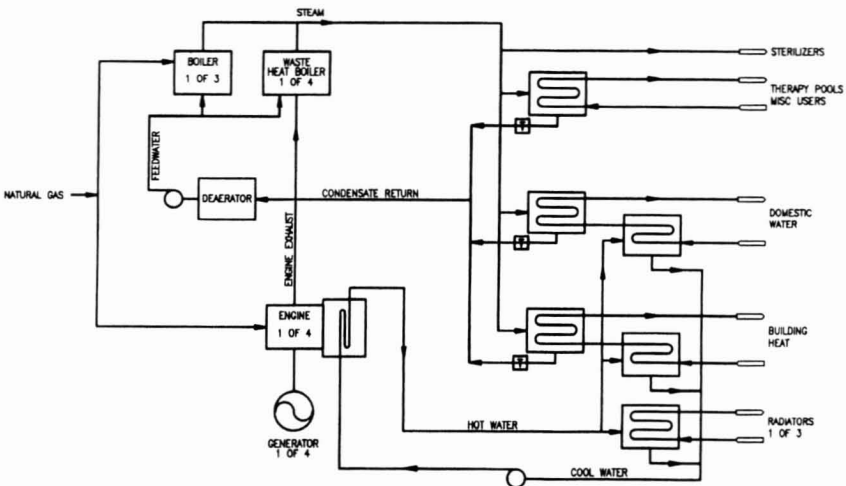 STEAM
STERILIZERS
BOILER
1 OF 3
WASTE
HEAT BOILER
1 OF 4
THERAPY POOLS
MISC USERS
FEEDWATER
NATURAL GAS
DEAERATOR
CONDENSATE RETURN
DOMESTIC
WATER
ENGINE EXHAUST
ENGINE
1 OF 4
BUILDING
HEAT
GENERATOR
1 OF 4
HOT WATER
RADIATORS
1 OF 3
COOL WATER